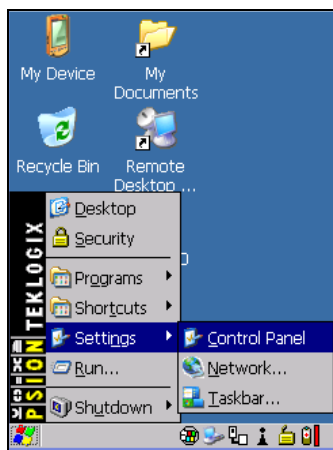 My Device
My
Documents
Recycle Bin
Remote
Desktop ...
PSION TEKLOGIX
Desktop
Security
Programs
Shortcuts
Settings
Run...
Shutdown
Control Panel
Network...
Taskbar...